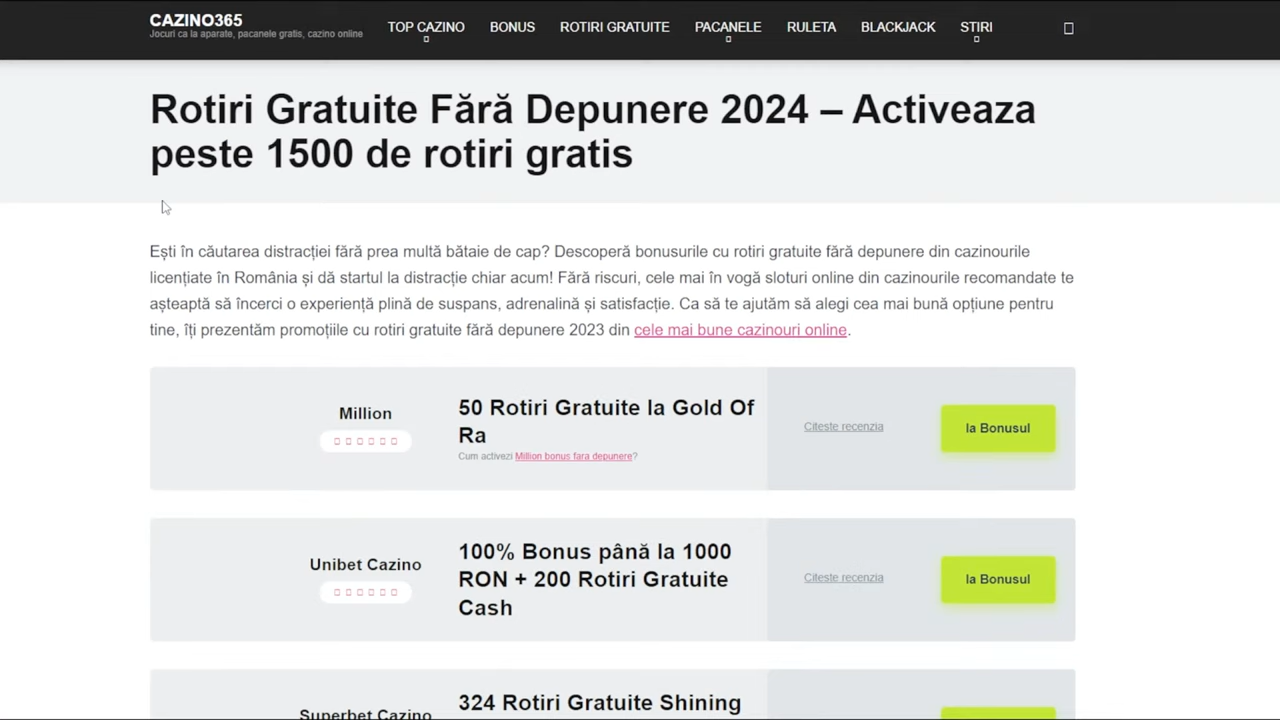 CAZINO365
Jocuri ca la aparate, pacanele gratis, cazino online
TOP CAZINO
BONUS
ROTIRI GRATUITE
PACANELE
RULETA
BLACKJACK
STIRI
Rotiri Gratuite Fără Depunere 2024 – Activeaza
peste 1500 de rotiri gratis
Ești în căutarea distracției fără prea multă bătaie de cap? Descoperă bonusurile cu rotiri gratuite fără depunere din cazinourile
licențiate în România și dă startul la distracție chiar acum! Fără riscuri, cele mai în vogă sloturi online din cazinourile recomandate te
așteaptă să încerci o experiență plină de suspans, adrenalină și satisfacție. Ca să te ajutăm să alegi cea mai bună opțiune pentru
tine, îți prezentăm promoțiile cu rotiri gratuite fără depunere 2023 din cele mai bune cazinouri online.
Million
50 Rotiri Gratuite la Gold Of
Ra
Cum activezi Million bonus fara depunere?
Citeste recenzia
Ia Bonusul
Unibet Cazino
100% Bonus până la 1000
RON + 200 Rotiri Gratuite
Cash
Citeste recenzia
Ia Bonusul
Superbet Cazino
324 Rotiri Gratuite Shining